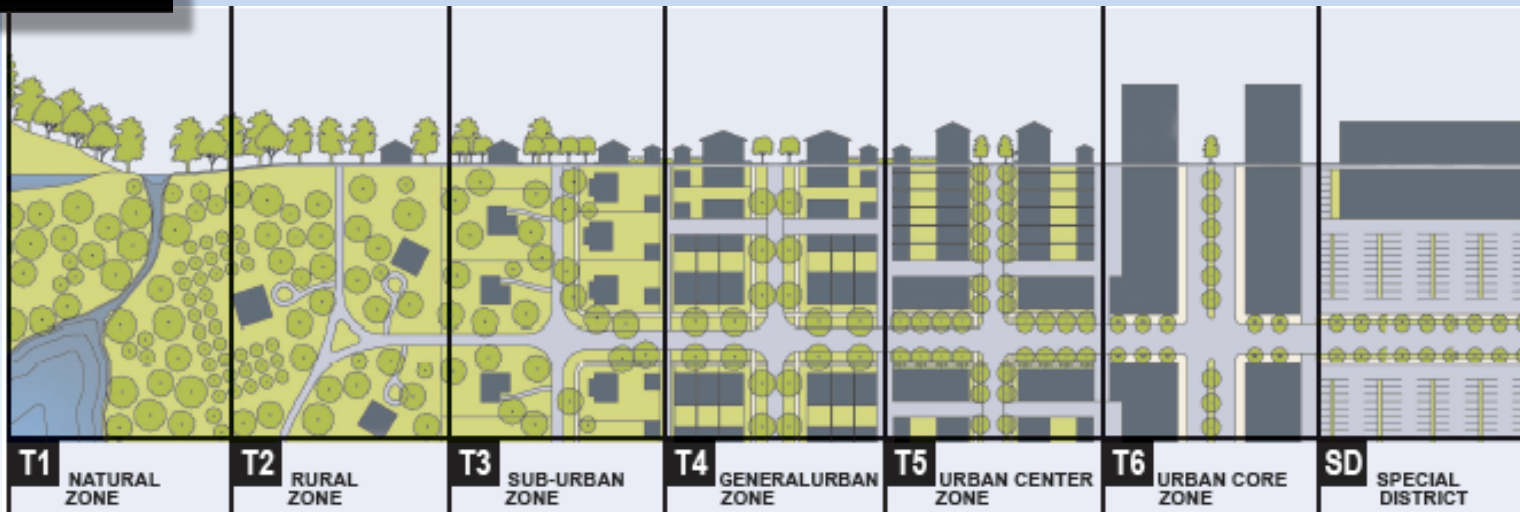 T1 NATURAL
ZONE
T2 RURAL
ZONE
T3 SUB-URBAN
ZONE
T4 GENERALURBAN
ZONE
T5 URBAN CENTER
ZONE
T6 URBAN CORE
ZONE
SD SPECIAL
DISTRICT